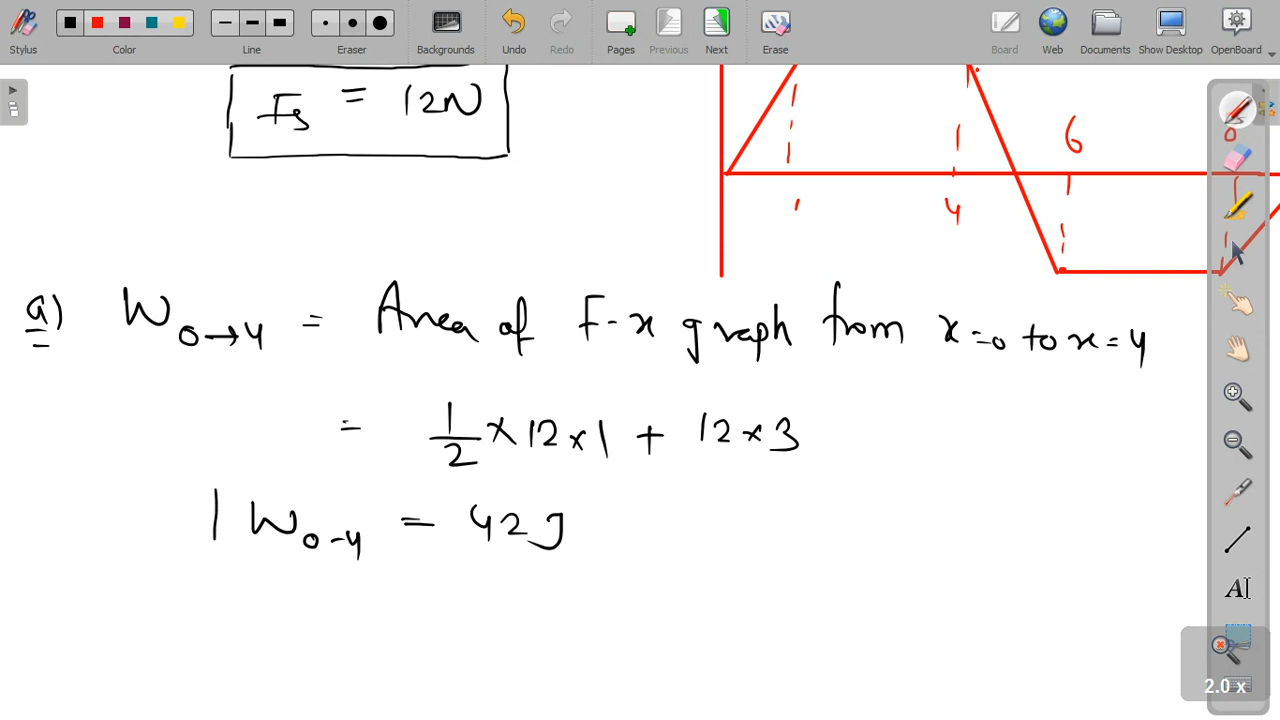 Stylus Color Line Eraser Backgrounds Undo Redo Pages Previous Next Erase Board Web Documents Show Desktop OpenBoard
Fs = 12N
1 4 6
a) W0→4 = Area of F-x graph from x=0 to x=4
= 1/2 × 12 × 1 + 12 × 3
W0-4 = 42J
2.0 x